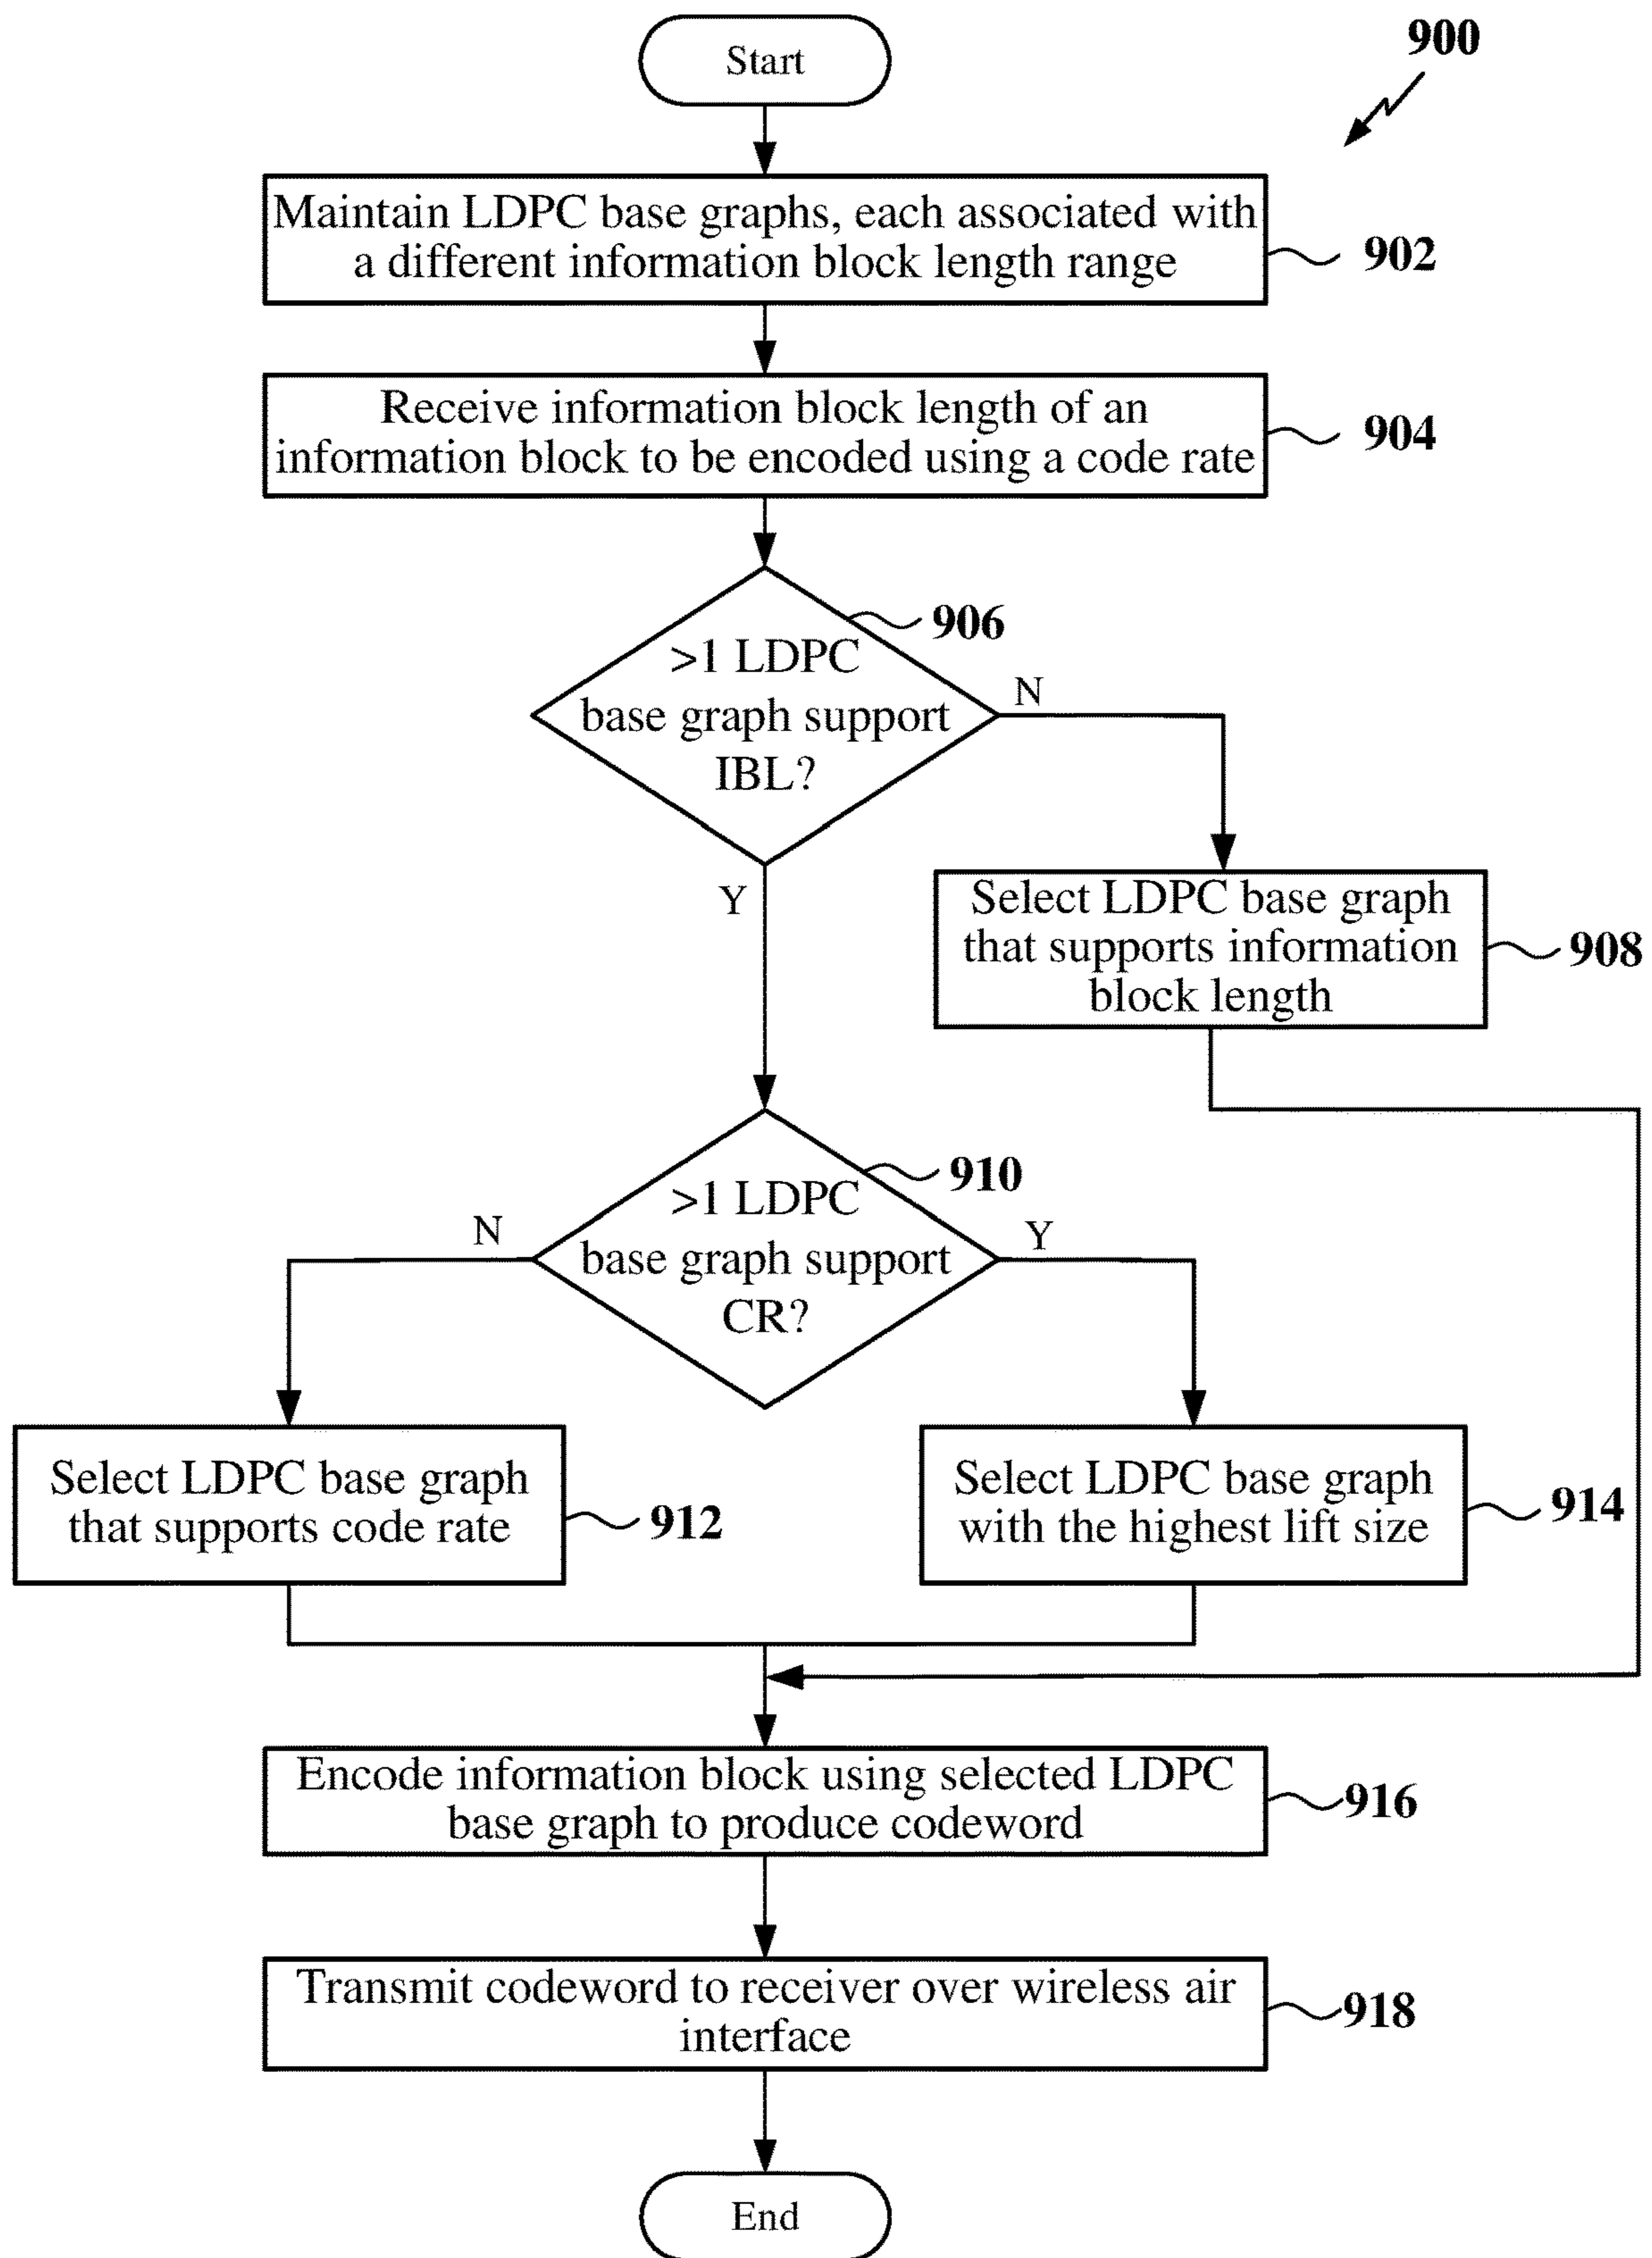 Start
900
Maintain LDPC base graphs, each associated with
a different information block length range
902
Receive information block length of an
information block to be encoded using a code rate
904
906
>1 LDPC
base graph support
IBL?
N
Y
Select LDPC base graph
that supports information
block length
908
910
>1 LDPC
base graph support
CR?
N
Y
Select LDPC base graph
that supports code rate
912
Select LDPC base graph
with the highest lift size
914
Encode information block using selected LDPC
base graph to produce codeword
916
Transmit codeword to receiver over wireless air
interface
918
End